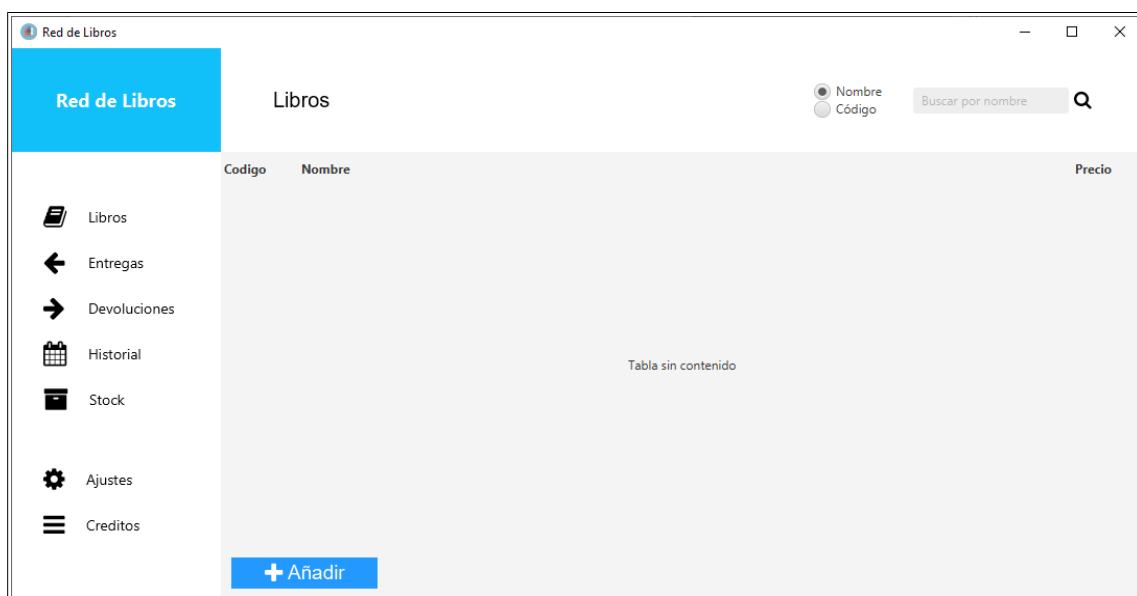 Red de Libros
Red de Libros
Libros
Nombre
Código
Buscar por nombre
Codigo Nombre Precio
Libros
Entregas
Devoluciones
Historial
Stock
Ajustes
Creditos
Tabla sin contenido
Añadir